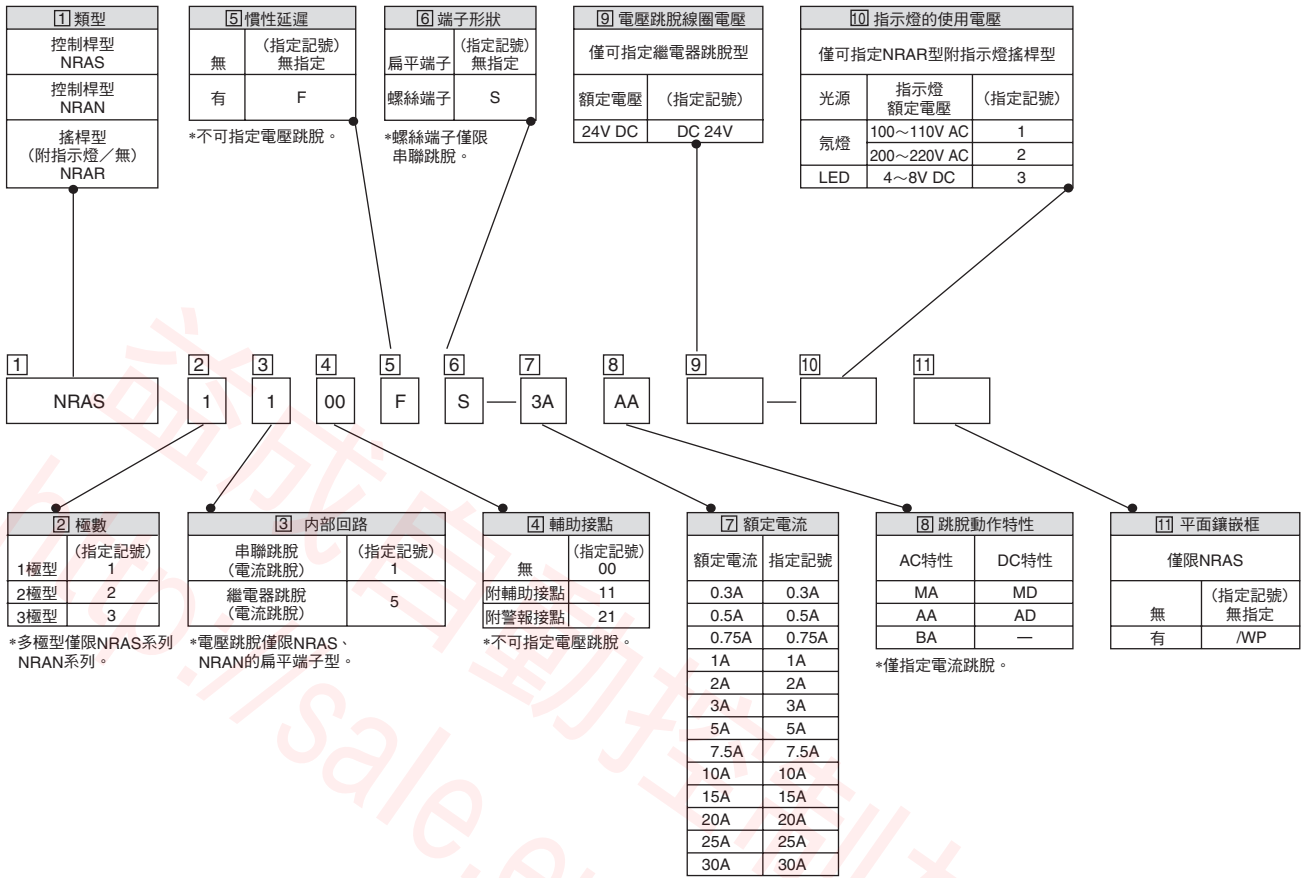 1 類型
控制桿型
NRAS
控制桿型
NRAN
搖桿型
(附指示燈／無)
NRAR
5 慣性延遲
(指定記號)
無 無指定
有 F
*不可指定電壓跳脫。
6 端子形狀
(指定記號)
扁平端子 無指定
螺絲端子 S
*螺絲端子僅限
串聯跳脫。
9 電壓跳脫線圈電壓
僅可指定繼電器跳脫型
額定電壓 (指定記號)
24V DC DC 24V
10 指示燈的使用電壓
僅可指定NRAR型附指示燈搖桿型
光源 指示燈 (指定記號)
額定電壓
氖燈 100～110V AC 1
200～220V AC 2
LED 4～8V DC 3
1 2 3 4 5 6 7 8 9 10 11
NRAS 1 1 00 F S — 3A AA —
2 極數
(指定記號)
1極型 1
2極型 2
3極型 3
*多極型僅限NRAS系列
NRAN系列。
3 內部回路
串聯跳脫 (指定記號)
(電流跳脫) 1
繼電器跳脫 5
(電流跳脫)
*電壓跳脫僅限NRAS、
NRAN的扁平端子型。
4 輔助接點
(指定記號)
無 00
附輔助接點 11
附警報接點 21
*不可指定電壓跳脫。
7 額定電流
額定電流 指定記號
0.3A 0.3A
0.5A 0.5A
0.75A 0.75A
1A 1A
2A 2A
3A 3A
5A 5A
7.5A 7.5A
10A 10A
15A 15A
20A 20A
25A 25A
30A 30A
8 跳脫動作特性
AC特性 DC特性
MA MD
AA AD
BA —
*僅指定電流跳脫。
11 平面鑲嵌框
僅限NRAS
(指定記號)
無 無指定
有 /WP
益成自動控制
http://sale.e